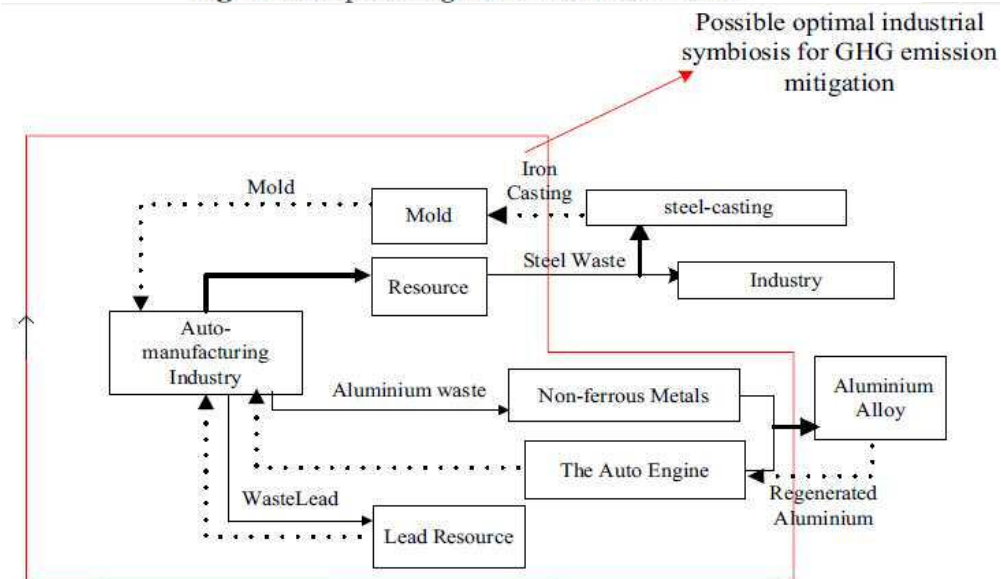 Possible optimal industrial
symbiosis for GHG emission
mitigation
Iron
Casting
Mold
Mold
steel-casting
Steel Waste
Resource
Industry
Auto-
manufacturing
Industry
Aluminium waste
Non-ferrous Metals
Aluminium
Alloy
The Auto Engine
WasteLead
Regenerated
Aluminium
Lead Resource